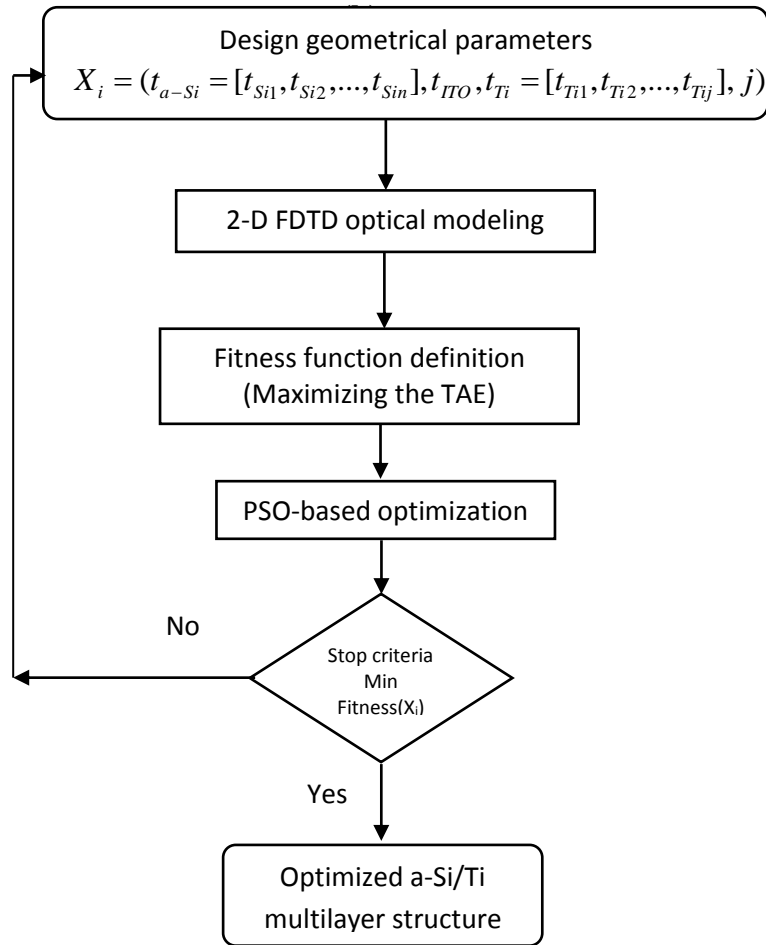 Design geometrical parameters
X_i = (t_{a-Si} = [t_{Si1}, t_{Si2}, ..., t_{Sin}], t_{ITO}, t_{Ti} = [t_{Ti1}, t_{Ti2}, ..., t_{Tij}], j)
2-D FDTD optical modeling
Fitness function definition
(Maximizing the TAE)
PSO-based optimization
No
Stop criteria
Min
Fitness(X_i)
Yes
Optimized a-Si/Ti
multilayer structure